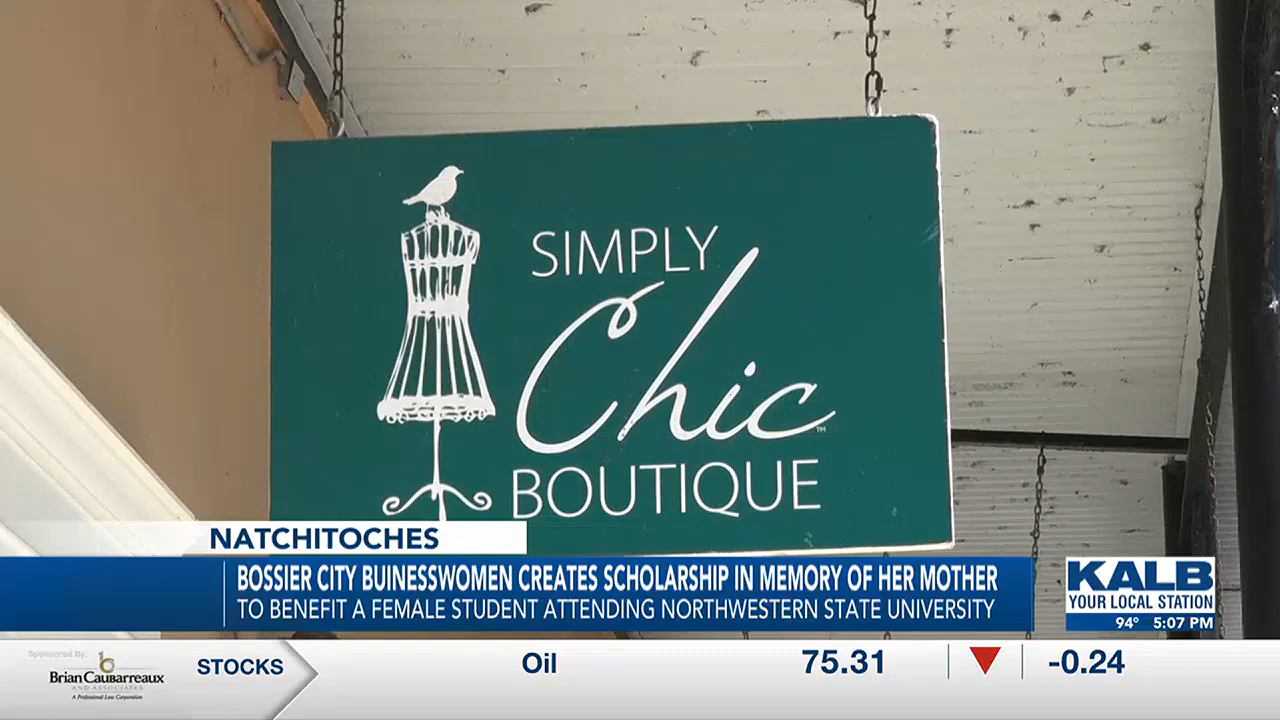 SIMPLY
Chic™
BOUTIQUE
NATCHITOCHES
BOSSIER CITY BUINESSWOMEN CREATES SCHOLARSHIP IN MEMORY OF HER MOTHER
TO BENEFIT A FEMALE STUDENT ATTENDING NORTHWESTERN STATE UNIVERSITY
KALB
YOUR LOCAL STATION
94° 5:07 PM
Sponsored By:
Brian Caubarreaux
AND ASSOCIATES
A Professional Law Corporation
STOCKS
Oil 75.31 -0.24